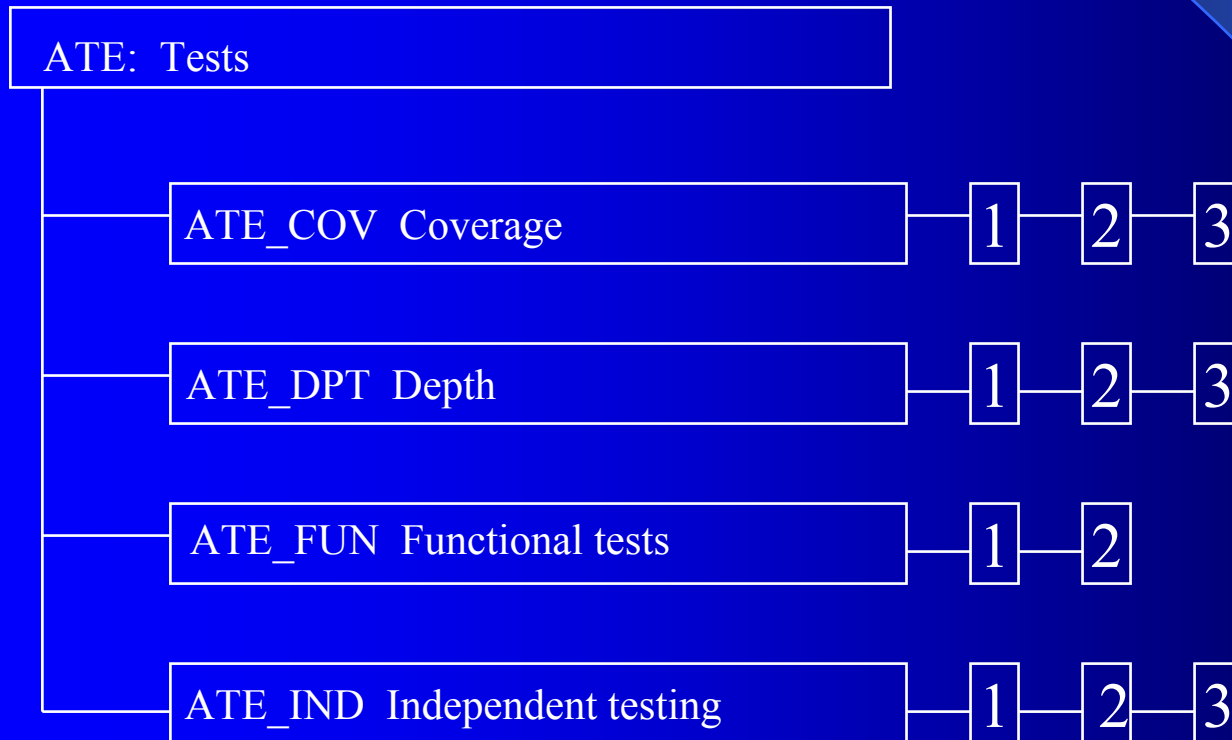 ATE: Tests
ATE_COV Coverage 1 2 3
ATE_DPT Depth 1 2 3
ATE_FUN Functional tests 1 2
ATE_IND Independent testing 1 2 3